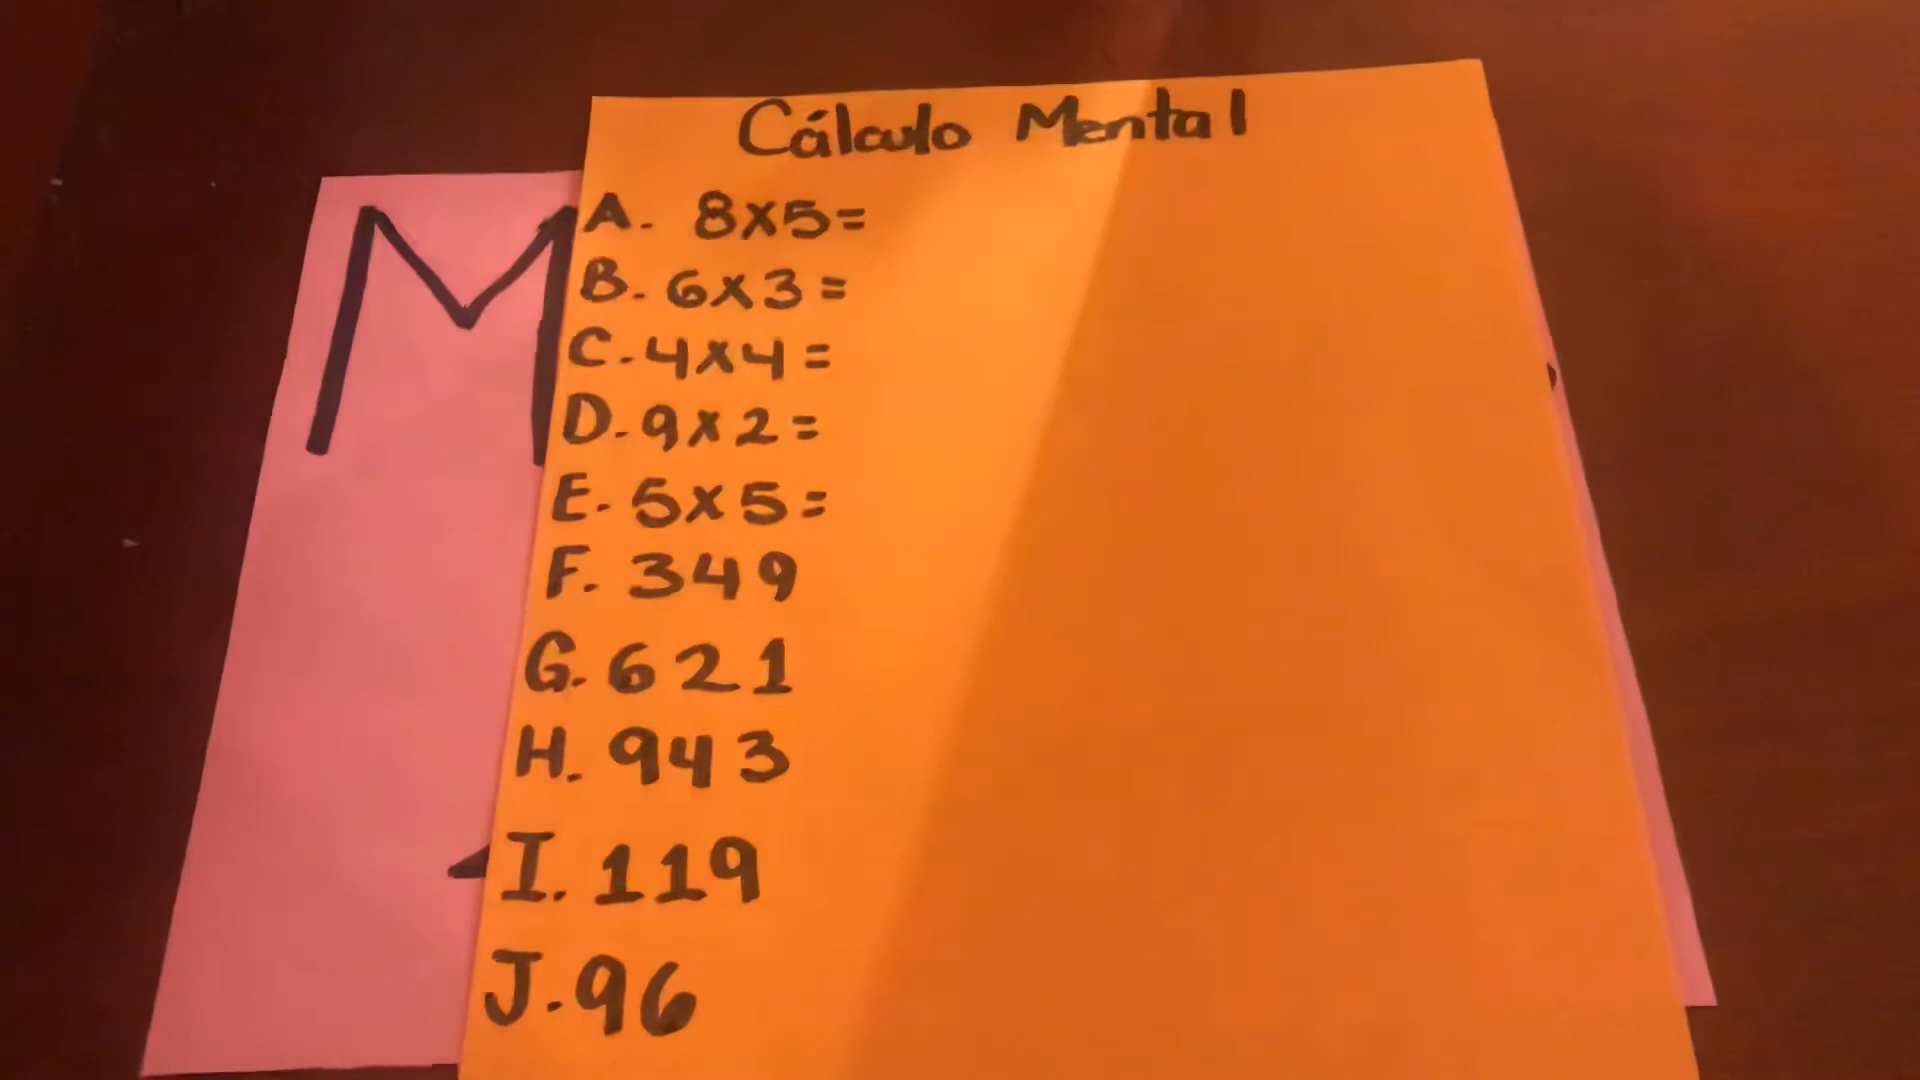 Cálculo Mental
M
A. 8x5=
B. 6x3=
C. 4x4=
D. 9x2=
E. 5x5=
F. 349
G. 621
H. 943
I. 119
J. 96